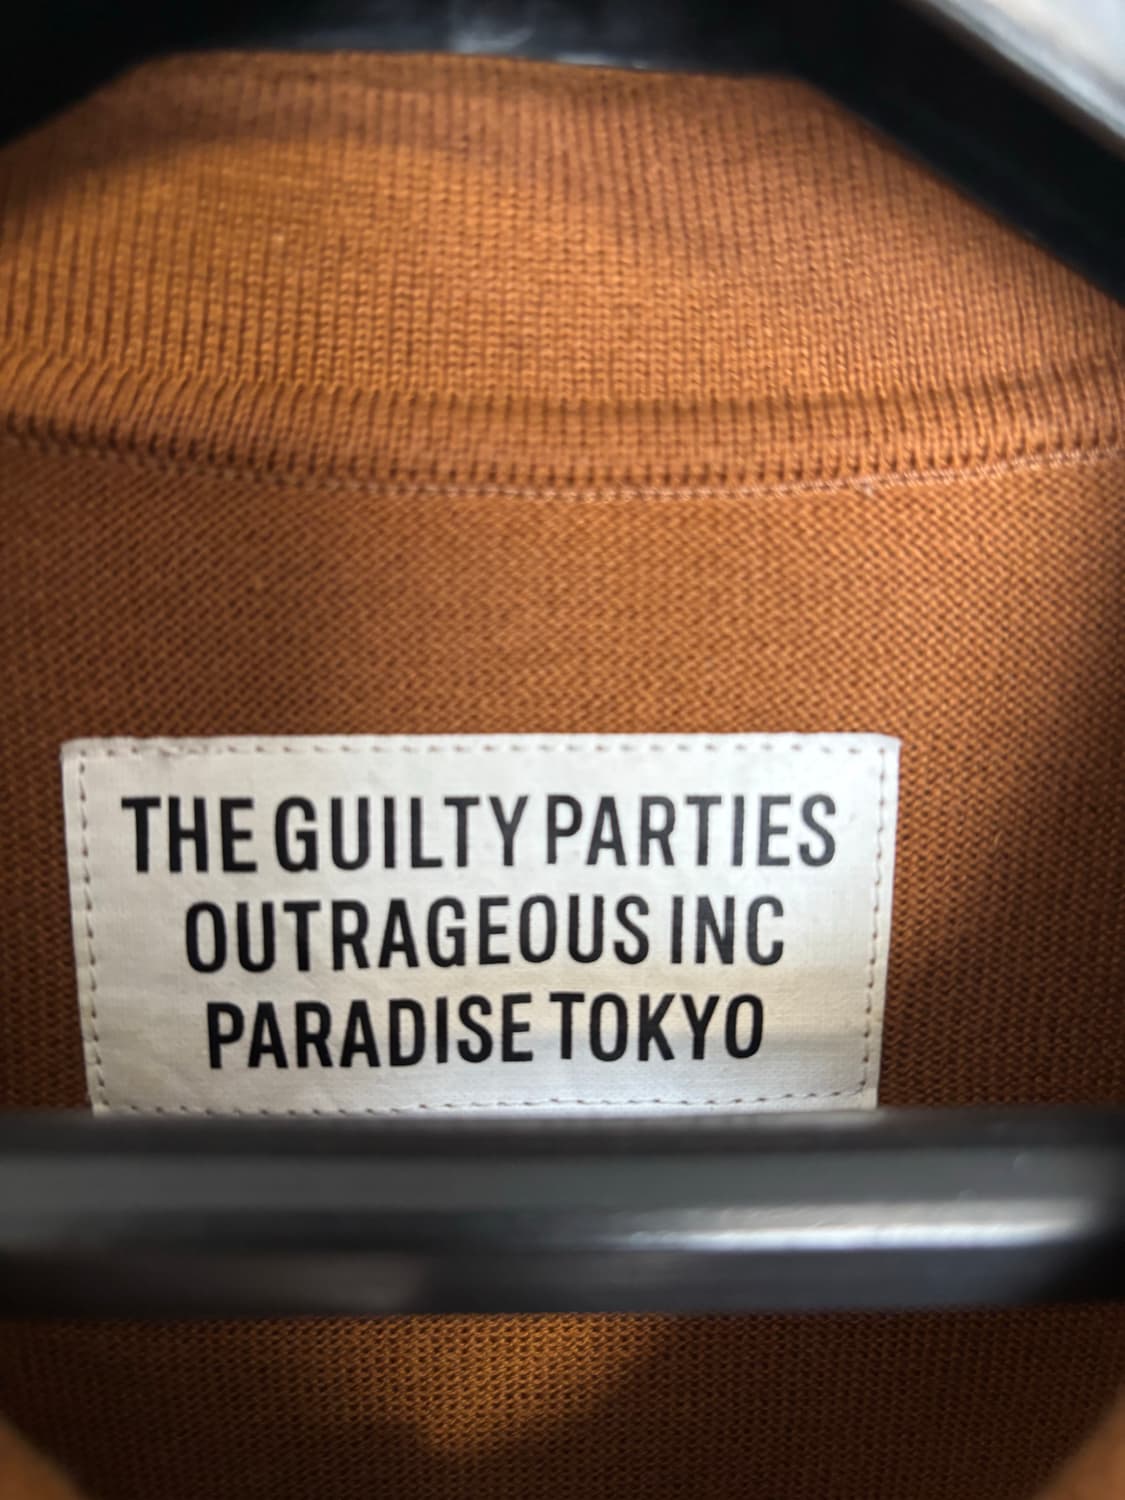 THE GUILTY PARTIES
OUTRAGEOUS INC
PARADISE TOKYO